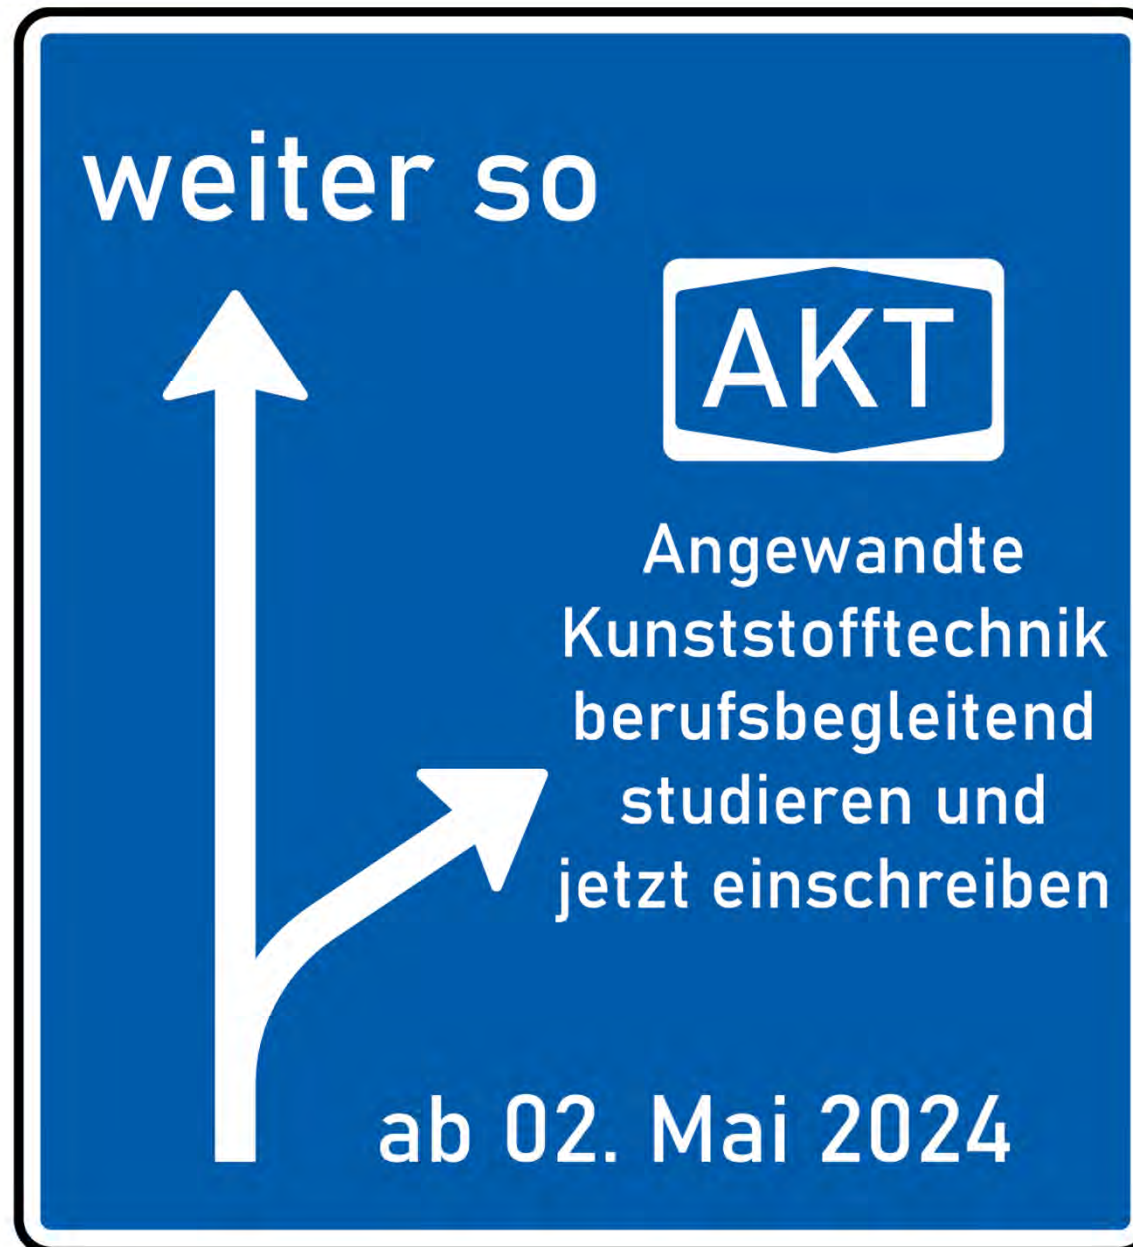 weiter so
AKT
Angewandte
Kunststofftechnik
berufsbegleitend
studieren und
jetzt einschreiben
ab 02. Mai 2024